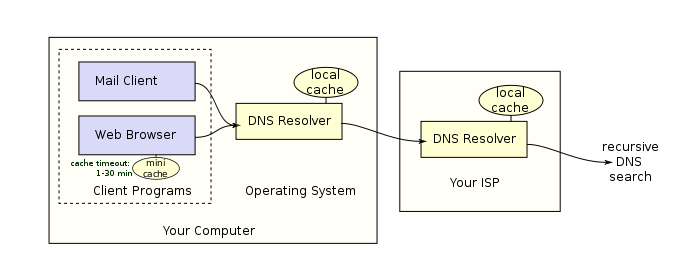 Mail Client
Web Browser
cache timeout:
1-30 min
mini
cache
Client Programs
local
cache
DNS Resolver
Operating System
Your Computer
local
cache
DNS Resolver
Your ISP
recursive
DNS
search